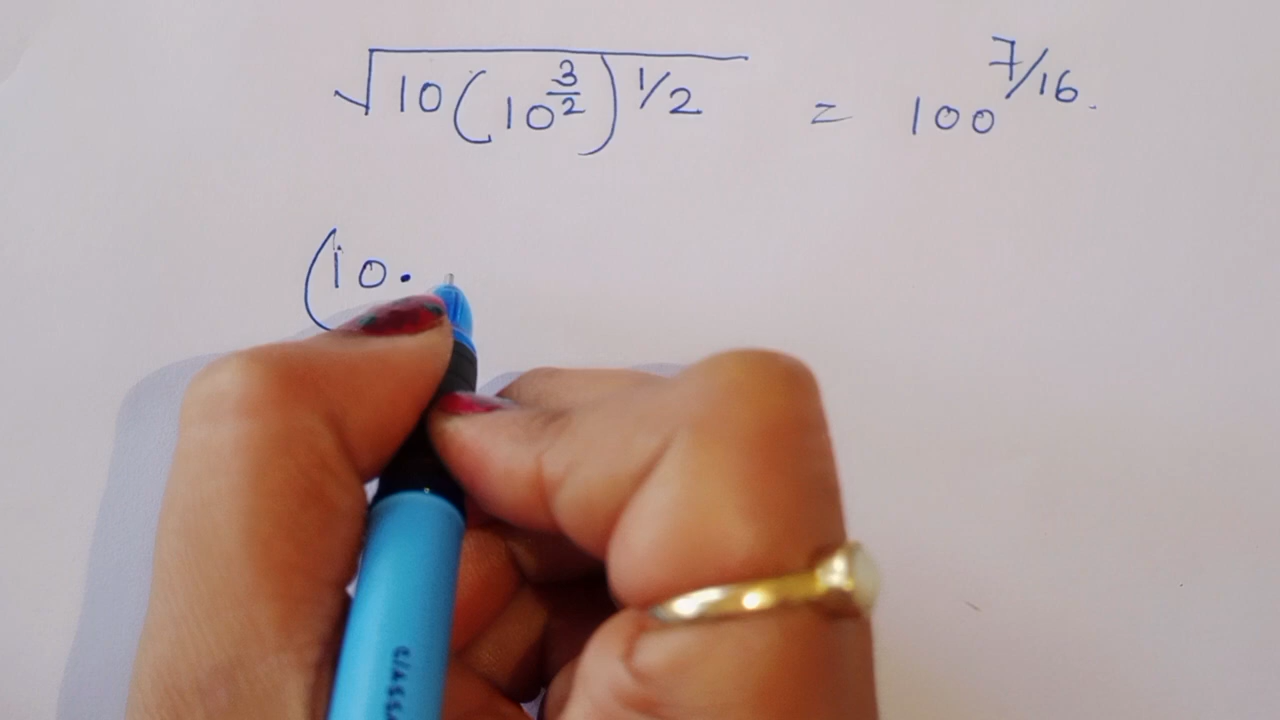 √10(10^3/2)^1/2 = 100^7/16.
(10.